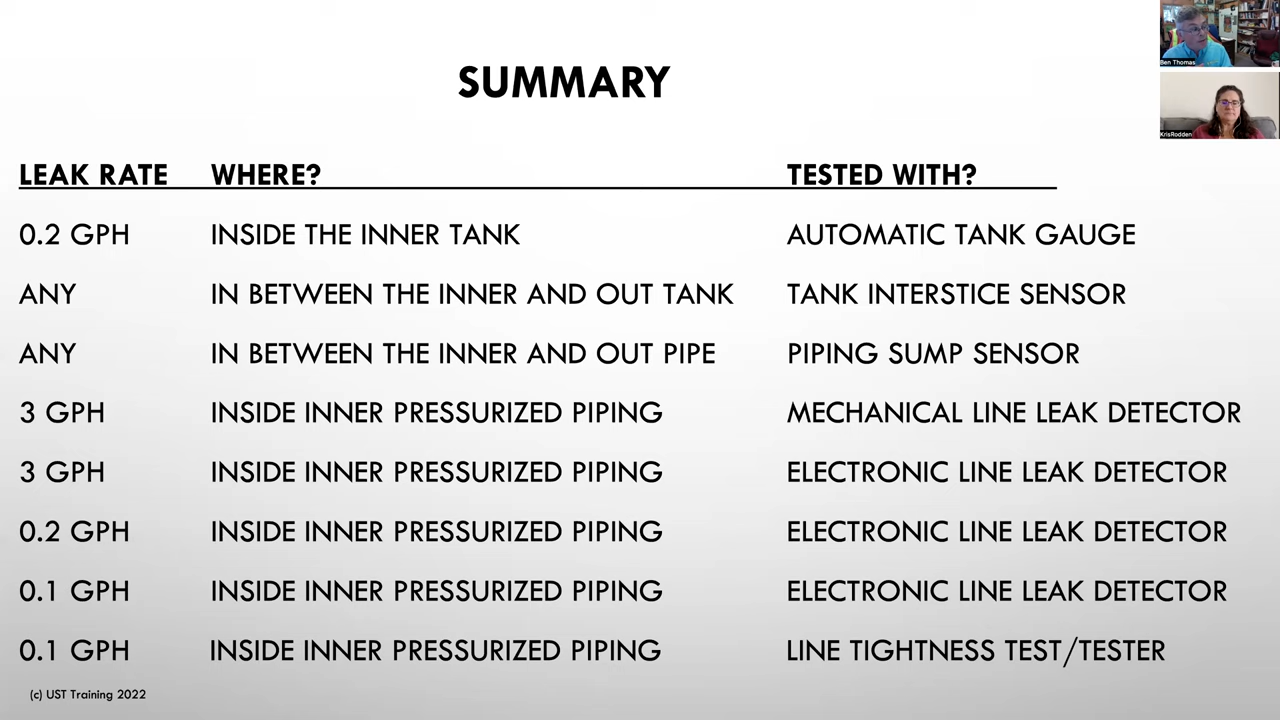 SUMMARY
Ben Thomas
KrisRodden
LEAK RATE WHERE? TESTED WITH?
0.2 GPH INSIDE THE INNER TANK AUTOMATIC TANK GAUGE
ANY IN BETWEEN THE INNER AND OUT TANK TANK INTERSTICE SENSOR
ANY IN BETWEEN THE INNER AND OUT PIPE PIPING SUMP SENSOR
3 GPH INSIDE INNER PRESSURIZED PIPING MECHANICAL LINE LEAK DETECTOR
3 GPH INSIDE INNER PRESSURIZED PIPING ELECTRONIC LINE LEAK DETECTOR
0.2 GPH INSIDE INNER PRESSURIZED PIPING ELECTRONIC LINE LEAK DETECTOR
0.1 GPH INSIDE INNER PRESSURIZED PIPING ELECTRONIC LINE LEAK DETECTOR
0.1 GPH INSIDE INNER PRESSURIZED PIPING LINE TIGHTNESS TEST/TESTER
(c) UST Training 2022